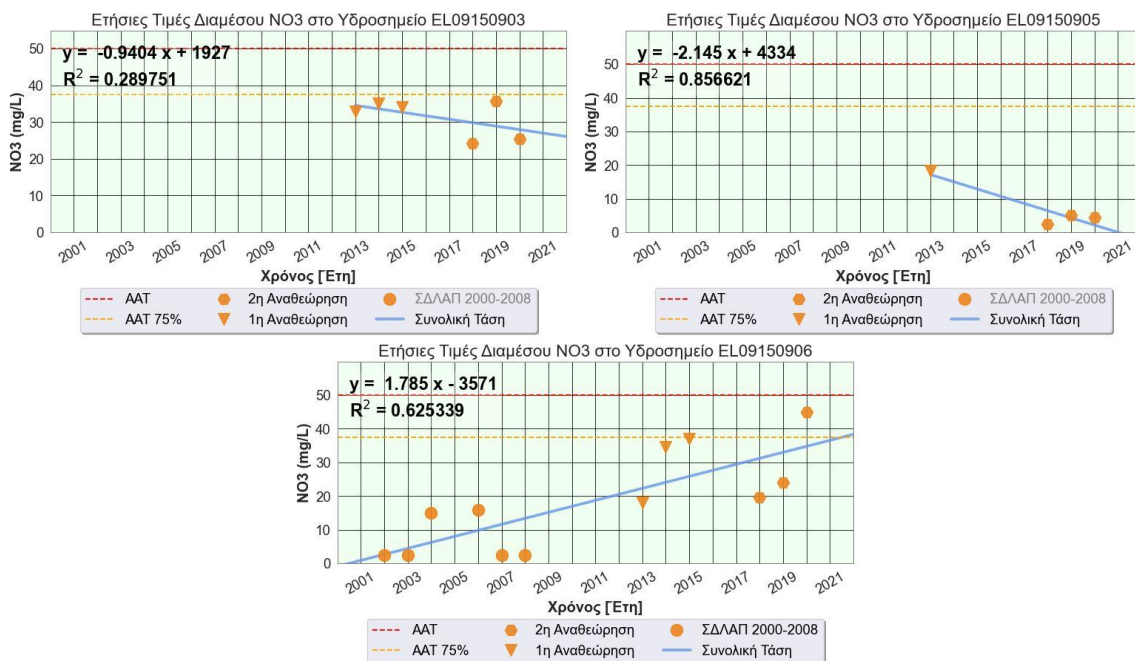 Ετήσιες Τιμές Διαμέσου NO3 στο Υδροσημείο EL09150903
y = -0.9404 x + 1927
R² = 0.289751
NO3 (mg/L)
50
40
30
20
10
0
2001 2003 2005 2007 2009 2011 2013 2015 2017 2019 2021
Χρόνος [Έτη]
ΑΑΤ 2η Αναθεώρηση ΣΔΛΑΠ 2000-2008
ΑΑΤ 75% 1η Αναθεώρηση Συνολική Τάση
Ετήσιες Τιμές Διαμέσου NO3 στο Υδροσημείο EL09150905
y = -2.145 x + 4334
R² = 0.856621
NO3 (mg/L)
50
40
30
20
10
0
2001 2003 2005 2007 2009 2011 2013 2015 2017 2019 2021
Χρόνος [Έτη]
ΑΑΤ 2η Αναθεώρηση ΣΔΛΑΠ 2000-2008
ΑΑΤ 75% 1η Αναθεώρηση Συνολική Τάση
Ετήσιες Τιμές Διαμέσου NO3 στο Υδροσημείο EL09150906
y = 1.785 x - 3571
R² = 0.625339
NO3 (mg/L)
50
40
30
20
10
0
2001 2003 2005 2007 2009 2011 2013 2015 2017 2019 2021
Χρόνος [Έτη]
ΑΑΤ 2η Αναθεώρηση ΣΔΛΑΠ 2000-2008
ΑΑΤ 75% 1η Αναθεώρηση Συνολική Τάση